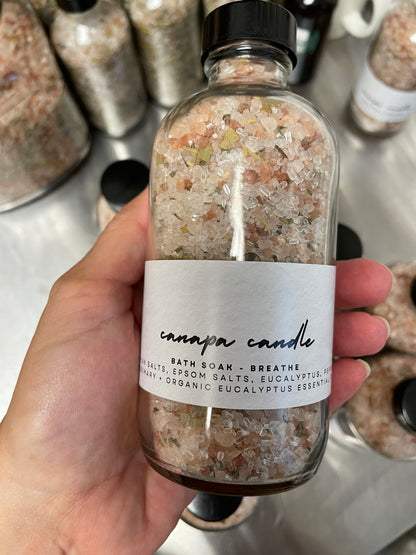 canapa candle
BATH SOAK - BREATHE
SALTS, EPSOM SALTS, EUCALYPTUS,
+ ORGANIC EUCALYPTUS ESSENTIAL